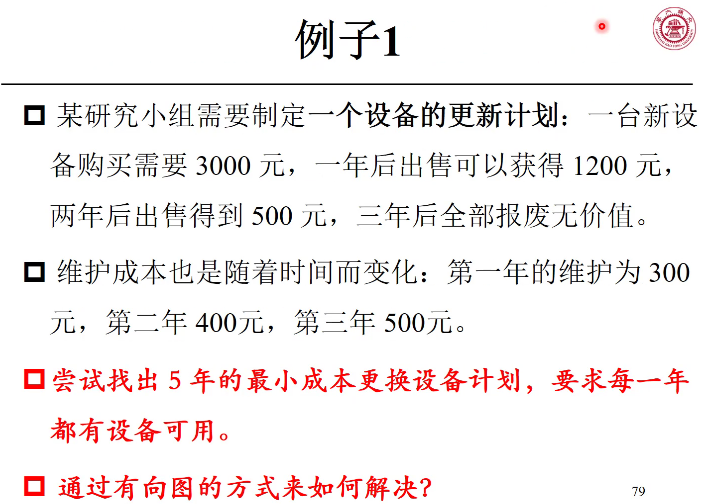 例子1
某研究小组需要制定一个设备的更新计划：一台新设
备购买需要 3000 元，一年后出售可以获得 1200 元，
两年后出售得到 500 元，三年后全部报废无价值。
维护成本也是随着时间而变化：第一年的维护为 300
元，第二年 400元，第三年 500元。
尝试找出 5 年的最小成本更换设备计划，要求每一年
都有设备可用。
通过有向图的方式来如何解决？
79